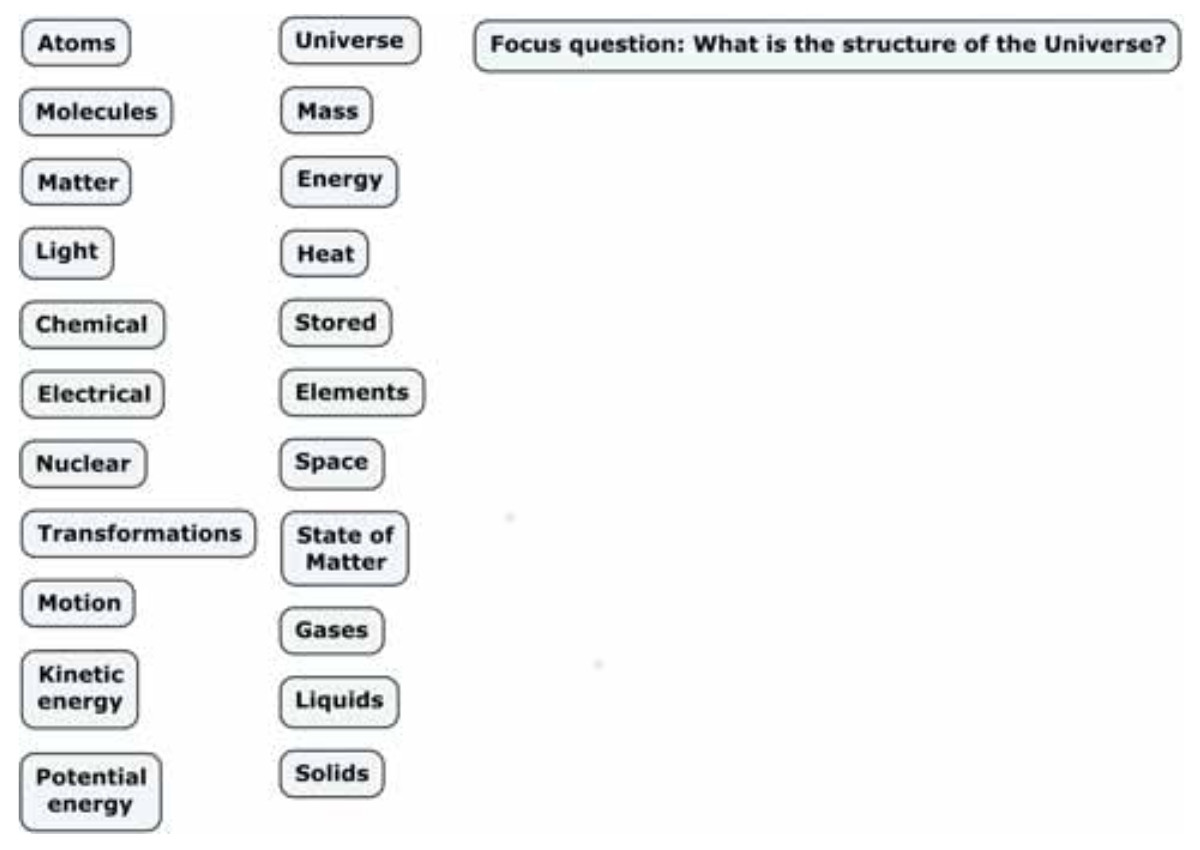 Atoms
Molecules
Matter
Light
Chemical
Electrical
Nuclear
Transformations
Motion
Kinetic
energy
Potential
energy
Universe
Mass
Energy
Heat
Stored
Elements
Space
State of
Matter
Gases
Liquids
Solids
Focus question: What is the structure of the Universe?